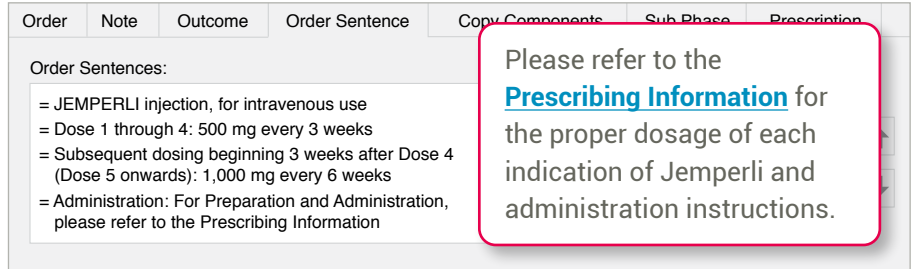 Order Note Outcome Order Sentence Copy Components Sub Phase Prescription
Order Sentences:
= JEMPERLI injection, for intravenous use
= Dose 1 through 4: 500 mg every 3 weeks
= Subsequent dosing beginning 3 weeks after Dose 4
(Dose 5 onwards): 1,000 mg every 6 weeks
= Administration: For Preparation and Administration,
please refer to the Prescribing Information
Please refer to the
Prescribing Information for
the proper dosage of each
indication of Jemperli and
administration instructions.